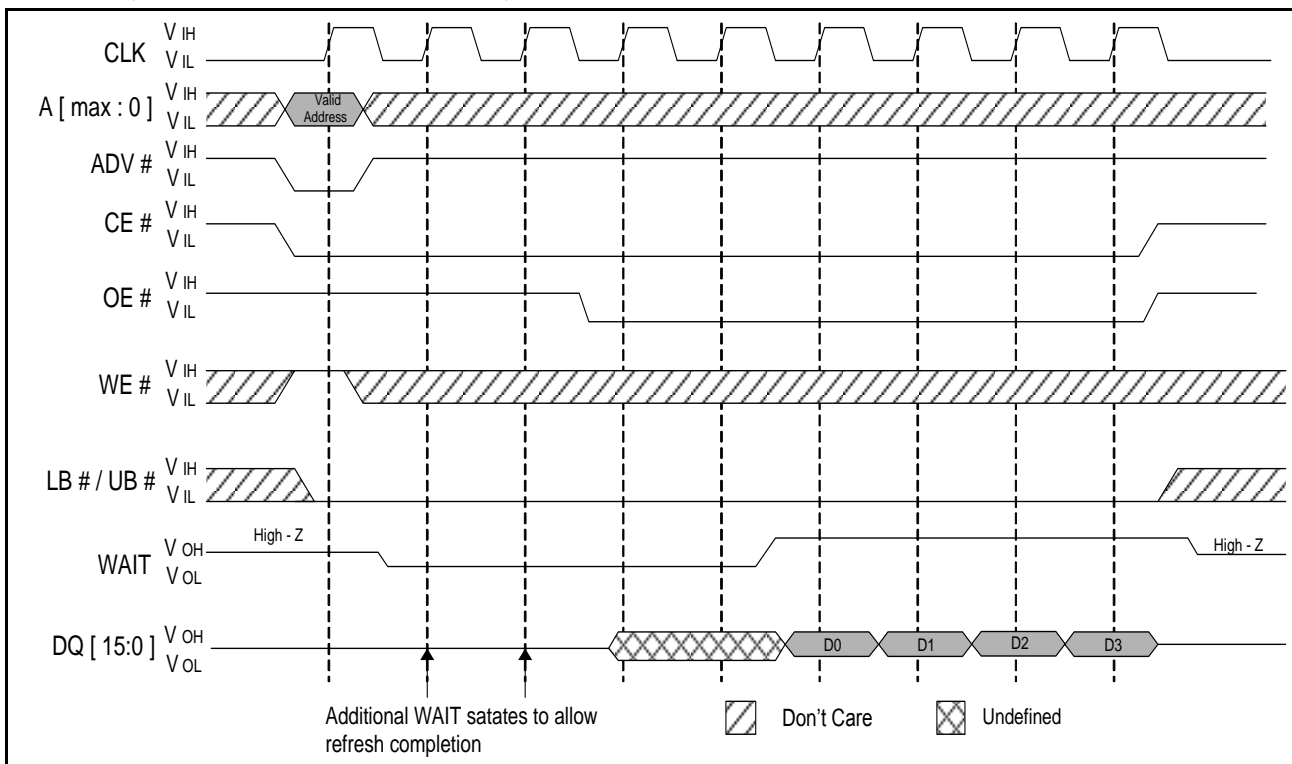 CLK V IH
V IL
A [ max : 0 ] V IH
V IL
Valid
Address
ADV # V IH
V IL
CE # V IH
V IL
OE # V IH
V IL
WE # V IH
V IL
LB # / UB # V IH
V IL
WAIT V OH
V OL
High - Z
High - Z
DQ [ 15:0 ] V OH
V OL
D0
D1
D2
D3
Additional WAIT satates to allow
refresh completion
Don't Care
Undefined